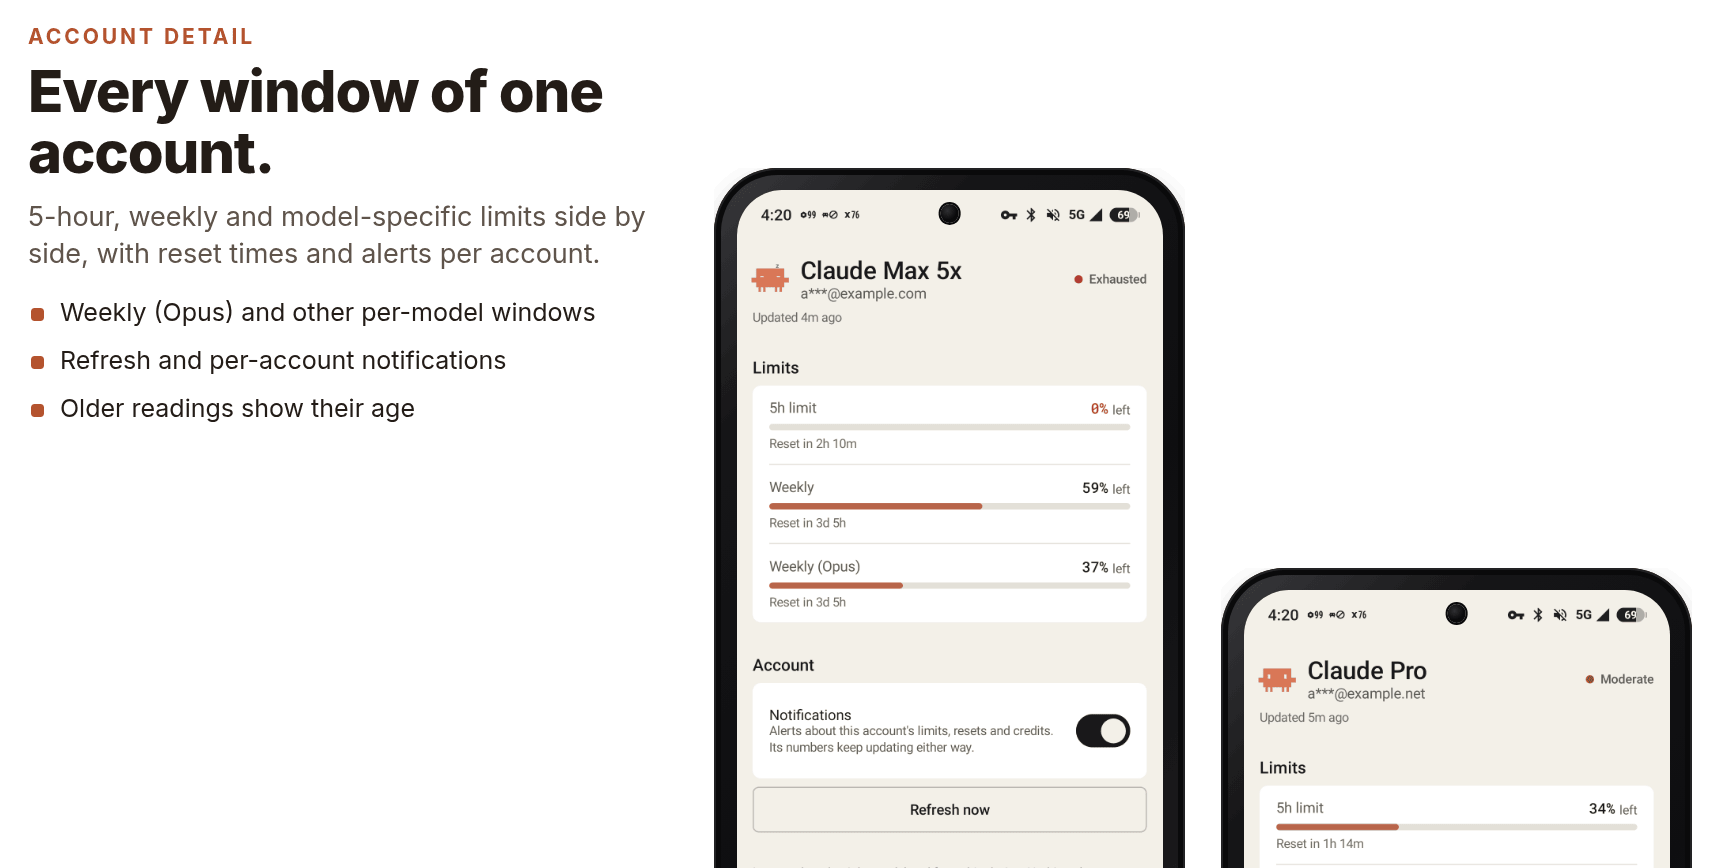 ACCOUNT DETAIL
Every window of one
account.
5-hour, weekly and model-specific limits side by
side, with reset times and alerts per account.
Weekly (Opus) and other per-model windows
Refresh and per-account notifications
Older readings show their age
4:20 99 x76 5G 69
Claude Max 5x
a***@example.com
Exhausted
Updated 4m ago
Limits
5h limit 0% left
Reset in 2h 10m
Weekly 59% left
Reset in 3d 5h
Weekly (Opus) 37% left
Reset in 3d 5h
Account
Notifications
Alerts about this account's limits, resets and credits.
Its numbers keep updating either way.
Refresh now
4:20 99 x76 5G 69
Claude Pro
a***@example.net
Moderate
Updated 5m ago
Limits
5h limit 34% left
Reset in 1h 14m